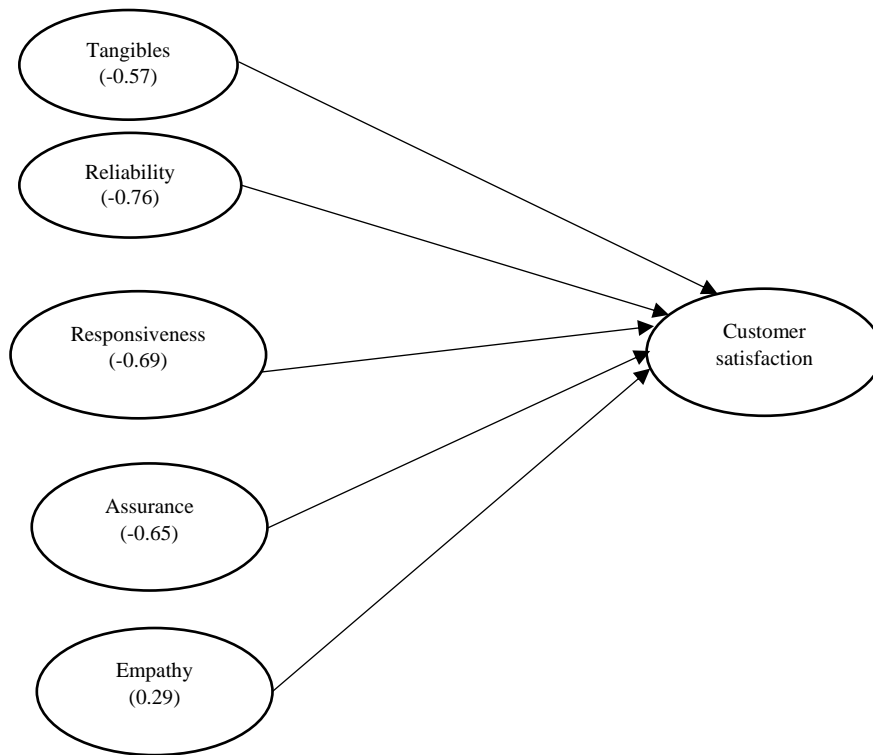 Tangibles
(-0.57)
Reliability
(-0.76)
Responsiveness
(-0.69)
Customer
satisfaction
Assurance
(-0.65)
Empathy
(0.29)